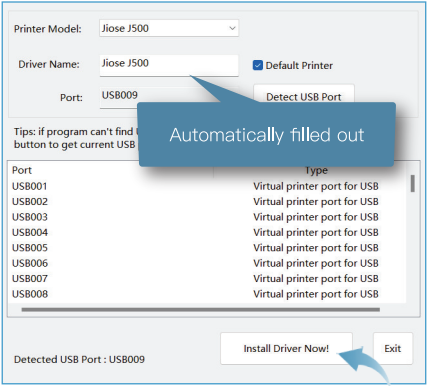 Printer Model: Jiose J500
Driver Name: Jiose J500 Default Printer
Port: USB009 Detect USB Port
Automatically filled out
Tips: if program can't find
button to get current USB
Port Type
USB001 Virtual printer port for USB
USB002 Virtual printer port for USB
USB003 Virtual printer port for USB
USB004 Virtual printer port for USB
USB005 Virtual printer port for USB
USB006 Virtual printer port for USB
USB007 Virtual printer port for USB
USB008 Virtual printer port for USB
Install Driver Now! Exit
Detected USB Port : USB009